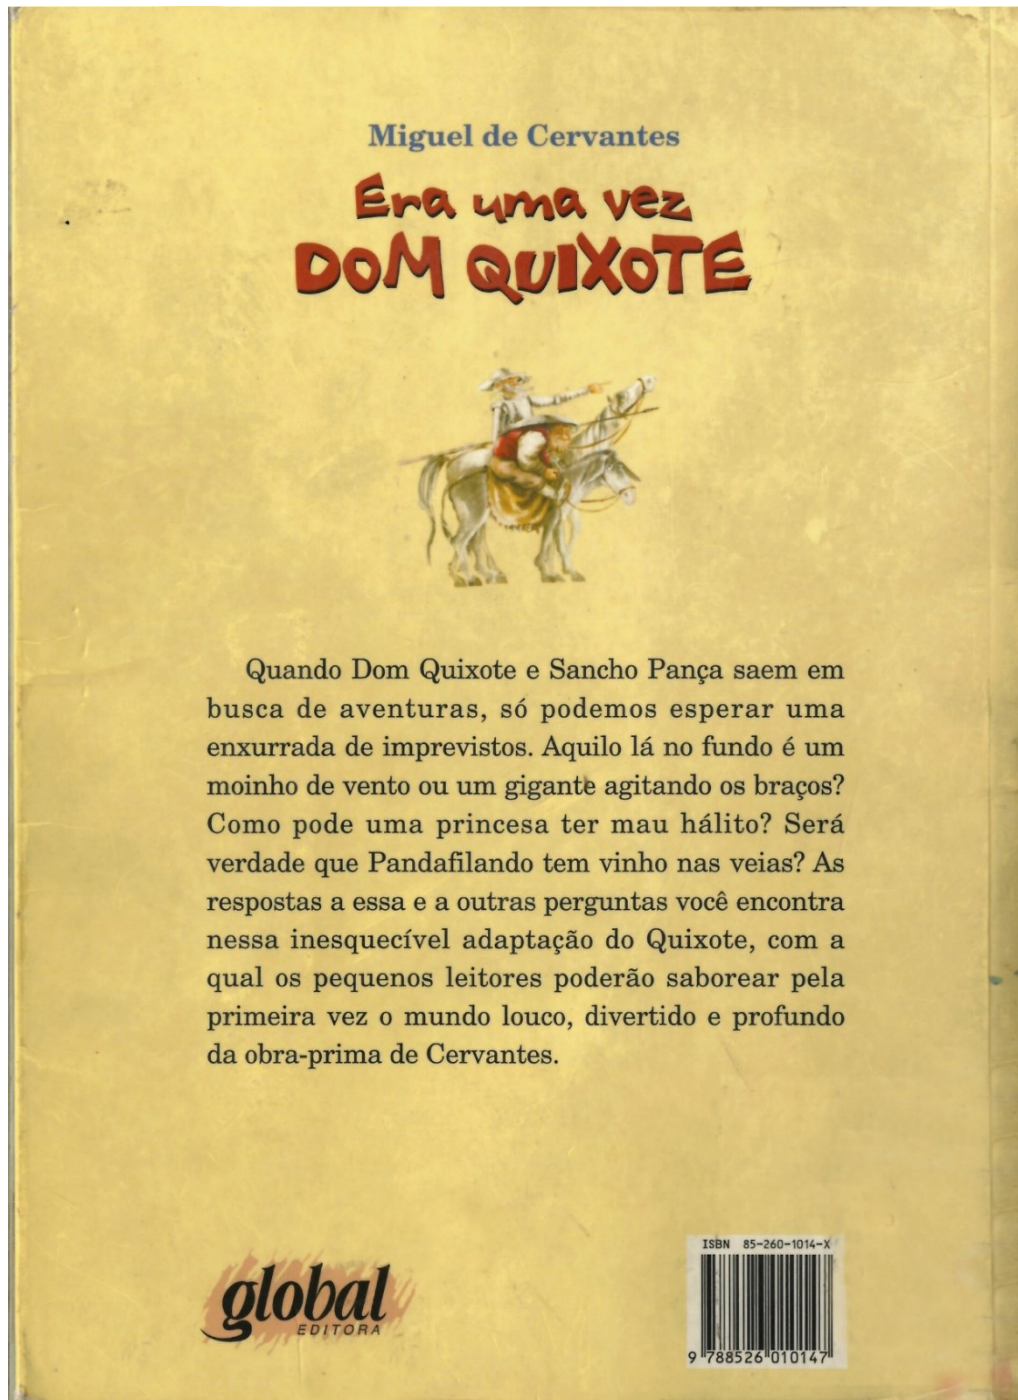 Miguel de Cervantes
Era uma vez
DOM QUIXOTE
Quando Dom Quixote e Sancho Pança saem em
busca de aventuras, só podemos esperar uma
enxurrada de imprevistos. Aquilo lá no fundo é um
moinho de vento ou um gigante agitando os braços?
Como pode uma princesa ter mau hálito? Será
verdade que Pandafilando tem vinho nas veias? As
respostas a essa e a outras perguntas você encontra
nessa inesquecível adaptação do Quixote, com a
qual os pequenos leitores poderão saborear pela
primeira vez o mundo louco, divertido e profundo
da obra-prima de Cervantes.
global
EDITORA
ISBN 85-260-1014-X
9 788526 010147